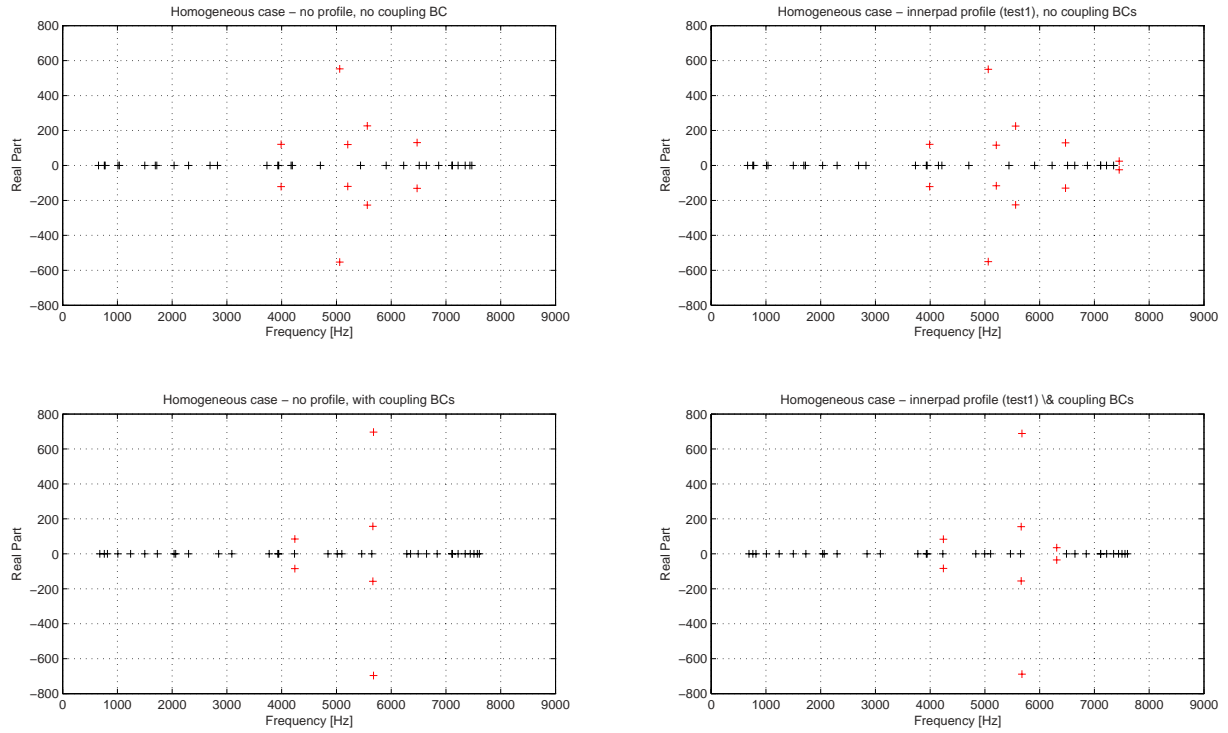 Homogeneous case − no profile, no coupling BC
800
600
400
200
0
−200
−400
−600
−800
Real Part
0 1000 2000 3000 4000 5000 6000 7000 8000 9000
Frequency [Hz]
Homogeneous case − innerpad profile (test1), no coupling BCs
800
600
400
200
0
−200
−400
−600
−800
Real Part
0 1000 2000 3000 4000 5000 6000 7000 8000 9000
Frequency [Hz]
Homogeneous case − no profile, with coupling BCs
800
600
400
200
0
−200
−400
−600
−800
Real Part
0 1000 2000 3000 4000 5000 6000 7000 8000 9000
Frequency [Hz]
Homogeneous case − innerpad profile (test1) \& coupling BCs
800
600
400
200
0
−200
−400
−600
−800
Real Part
0 1000 2000 3000 4000 5000 6000 7000 8000 9000
Frequency [Hz]